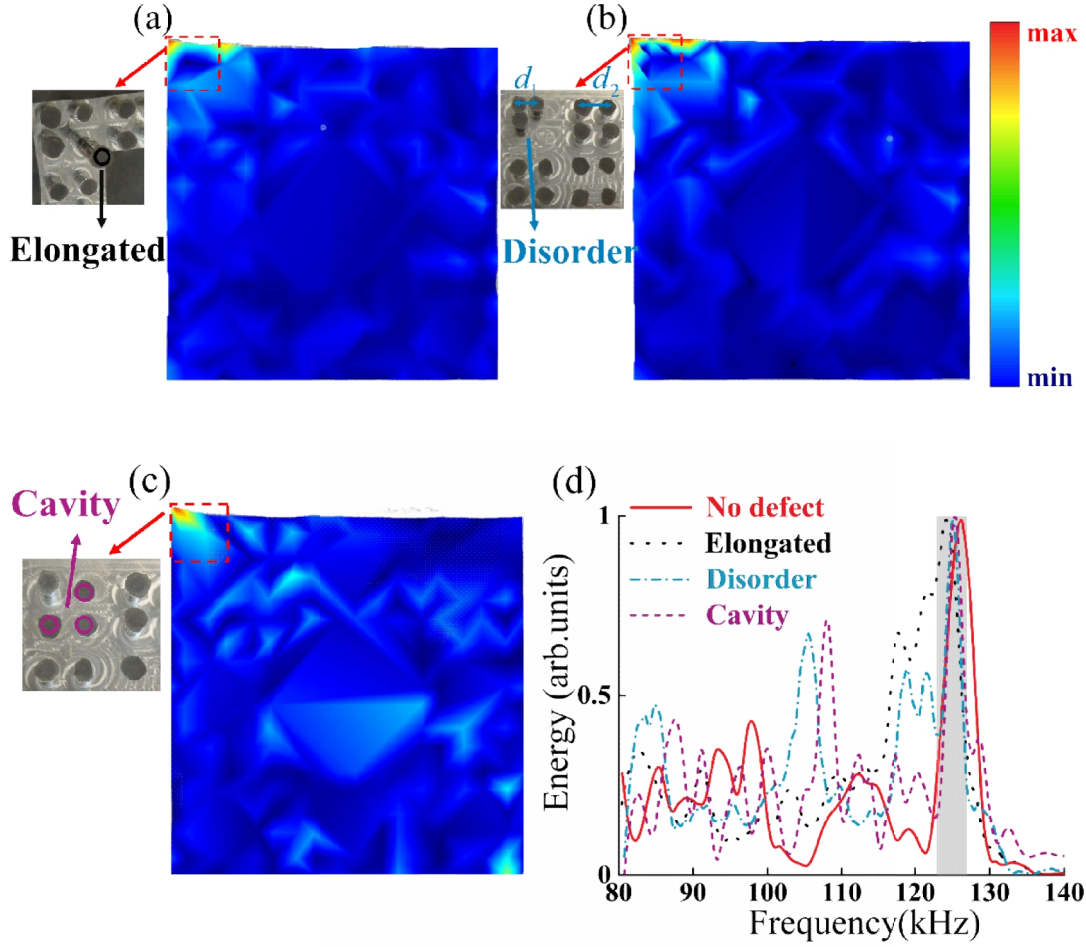 (a)
(b)
max
min
d1
d2
Elongated
Disorder
(c)
Cavity
(d)
No defect
Elongated
Disorder
Cavity
Energy (arb.units)
1
0.5
0
80 90 100 110 120 130 140
Frequency(kHz)